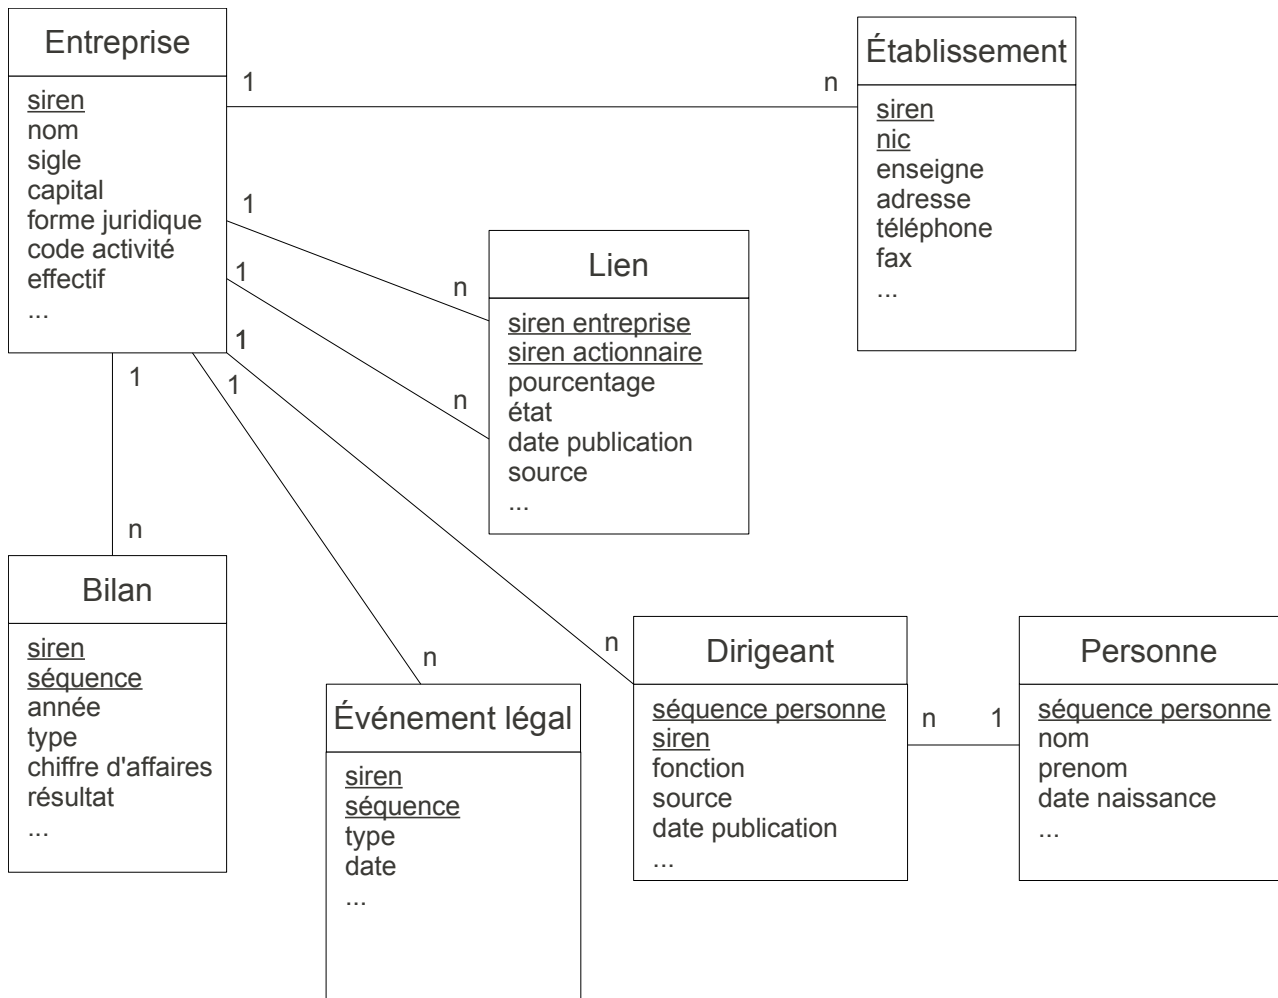 Entreprise
siren
nom
sigle
capital
forme juridique
code activité
effectif
...
1
n
Établissement
siren
nic
enseigne
adresse
téléphone
fax
...
1
n
1
n
Lien
siren entreprise
siren actionnaire
pourcentage
état
date publication
source
...
1
1
1
n
Bilan
siren
séquence
année
type
chiffre d'affaires
résultat
...
n
Événement légal
siren
séquence
type
date
...
n
Dirigeant
séquence personne
siren
fonction
source
date publication
...
n
1
Personne
séquence personne
nom
prenom
date naissance
...